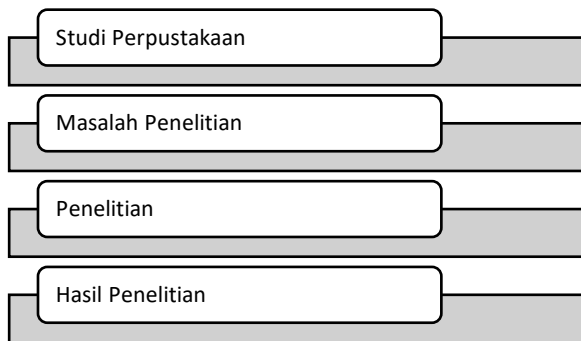 Studi Perpustakaan
Masalah Penelitian
Penelitian
Hasil Penelitian